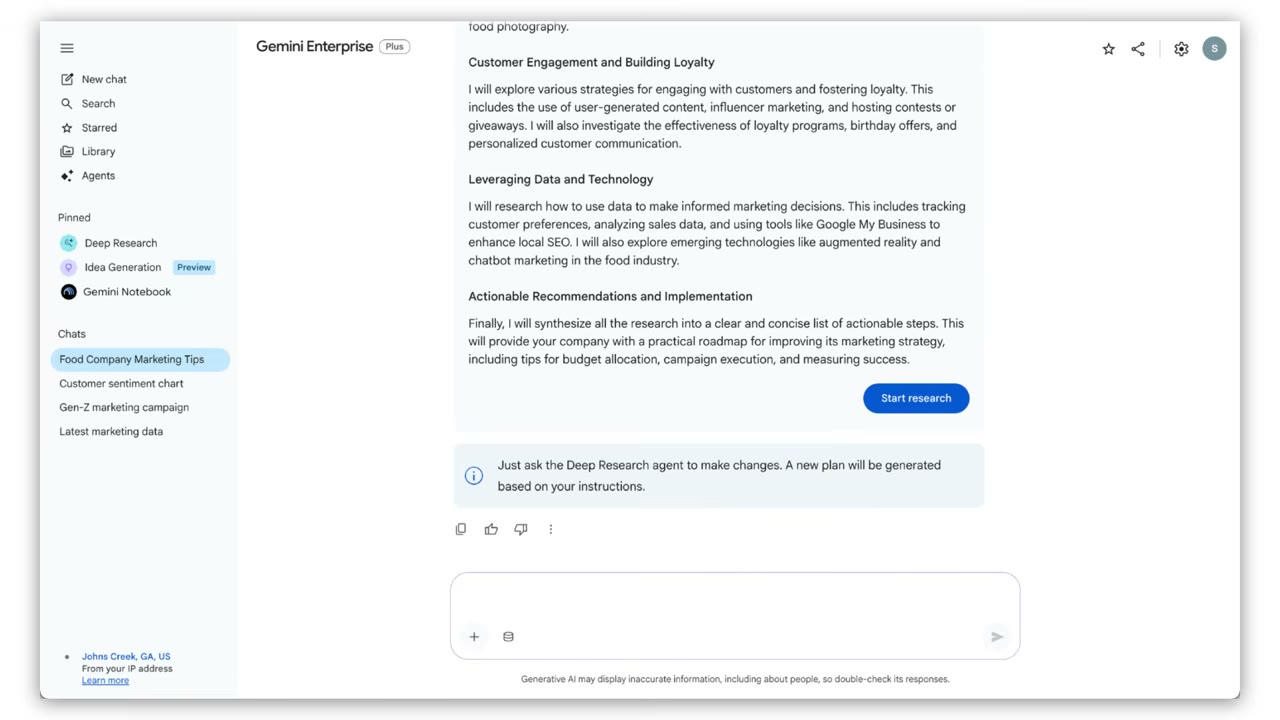 Gemini Enterprise Plus
S
New chat
Search
Starred
Library
Agents
Pinned
Deep Research
Idea Generation Preview
Gemini Notebook
Chats
Food Company Marketing Tips
Customer sentiment chart
Gen-Z marketing campaign
Latest marketing data
Johns Creek, GA, US
From your IP address
Learn more
food photography.
Customer Engagement and Building Loyalty
I will explore various strategies for engaging with customers and fostering loyalty. This
includes the use of user-generated content, influencer marketing, and hosting contests or
giveaways. I will also investigate the effectiveness of loyalty programs, birthday offers, and
personalized customer communication.
Leveraging Data and Technology
I will research how to use data to make informed marketing decisions. This includes tracking
customer preferences, analyzing sales data, and using tools like Google My Business to
enhance local SEO. I will also explore emerging technologies like augmented reality and
chatbot marketing in the food industry.
Actionable Recommendations and Implementation
Finally, I will synthesize all the research into a clear and concise list of actionable steps. This
will provide your company with a practical roadmap for improving its marketing strategy,
including tips for budget allocation, campaign execution, and measuring success.
Start research
Just ask the Deep Research agent to make changes. A new plan will be generated
based on your instructions.
Generative AI may display inaccurate information, including about people, so double-check its responses.